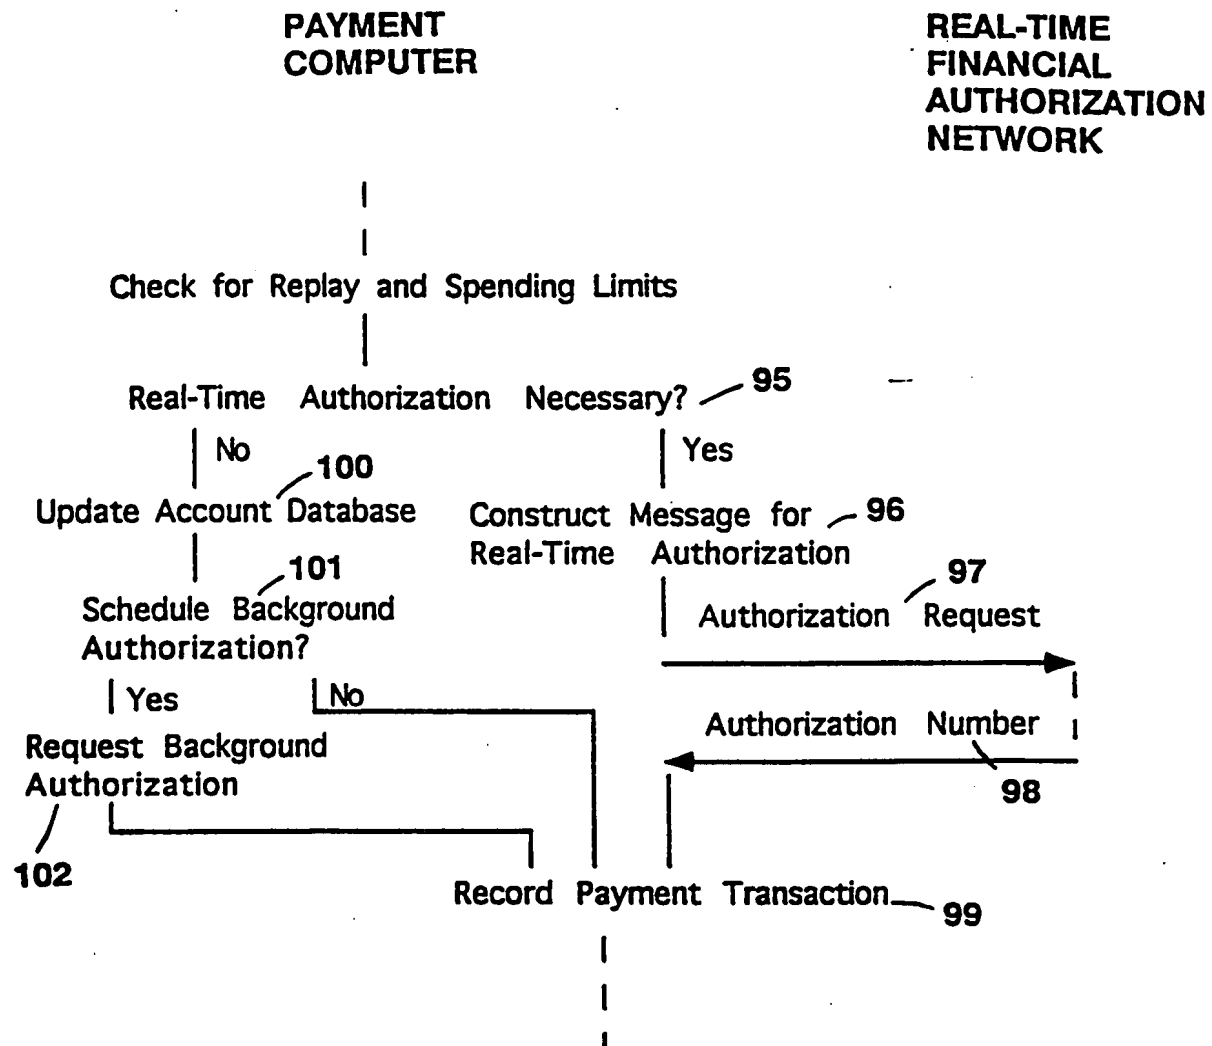 PAYMENT
COMPUTER
REAL-TIME
FINANCIAL
AUTHORIZATION
NETWORK
Check for Replay and Spending Limits
Real-Time Authorization Necessary?
95
No
Yes
100
Update Account Database
Construct Message for
Real-Time Authorization
96
101
Schedule Background
Authorization?
97
Authorization Request
Yes
No
Authorization Number
98
Request Background
Authorization
102
Record Payment Transaction
99